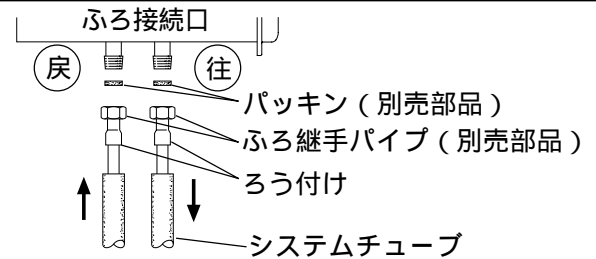 ふろ接続口
戻
往
パッキン（別売部品）
ふろ継手パイプ（別売部品）
ろう付け
システムチューブ